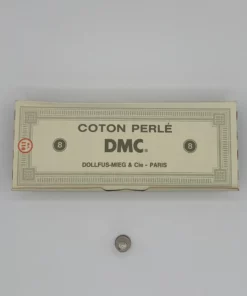 COTON PERLÉ
8 DMC® 8
DOLLFUS-MIEG & Cie - PARIS